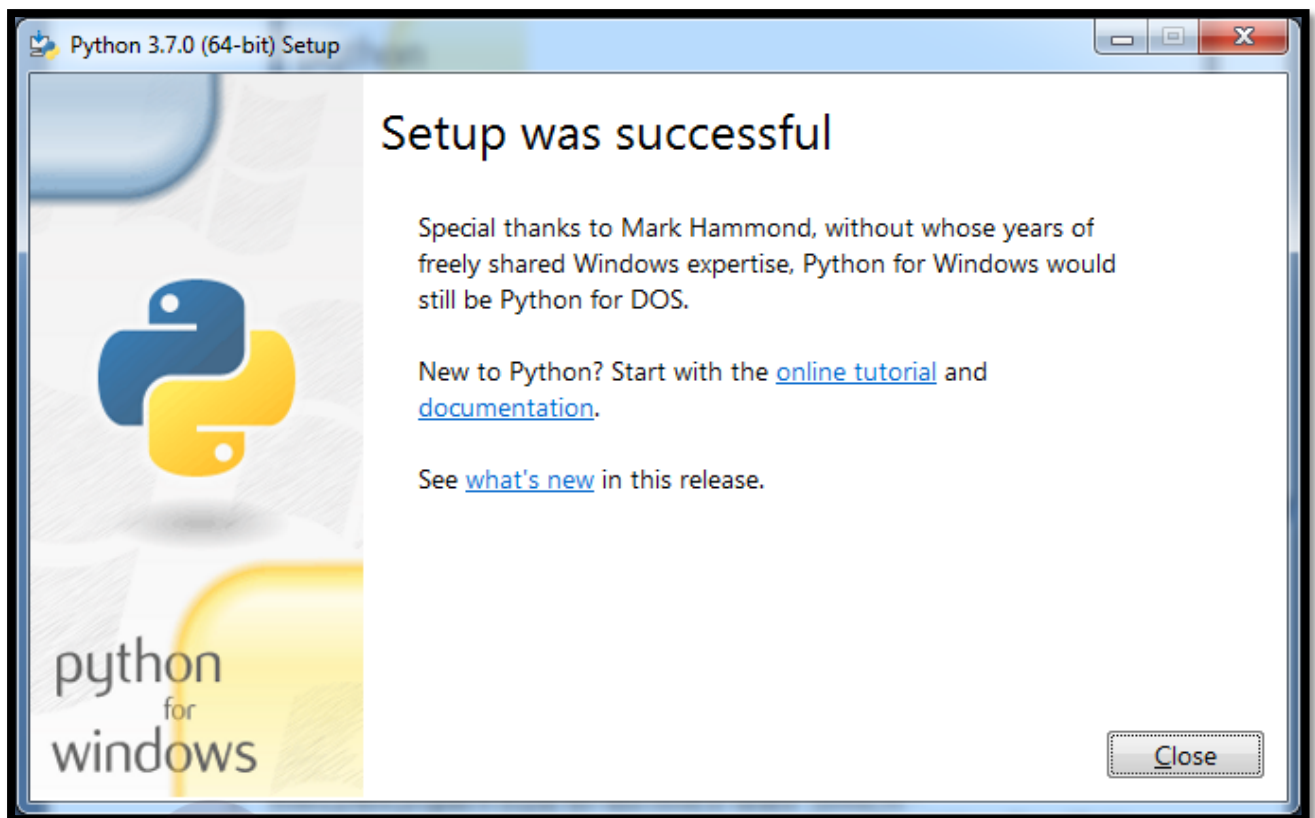 Python 3.7.0 (64-bit) Setup
Setup was successful
Special thanks to Mark Hammond, without whose years of
freely shared Windows expertise, Python for Windows would
still be Python for DOS.
New to Python? Start with the online tutorial and
documentation.
See what's new in this release.
python
for
windows
Close